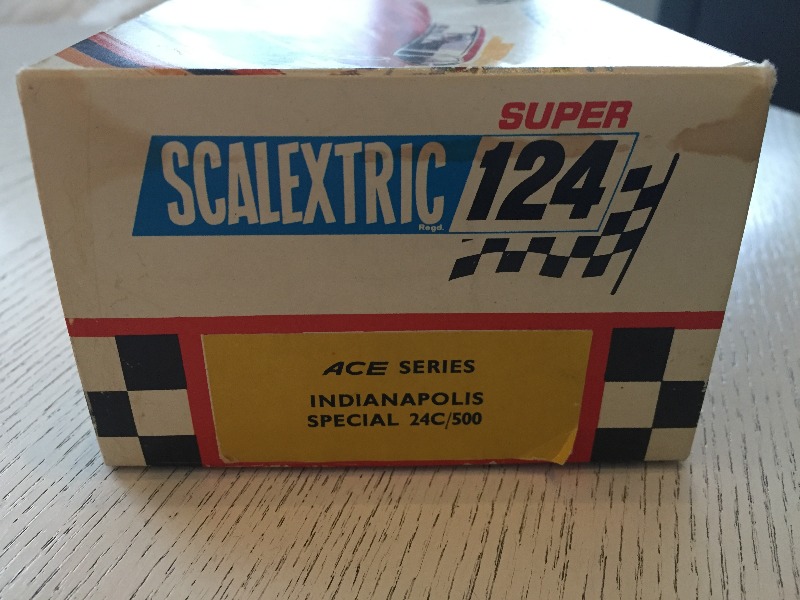 SUPER
SCALEXTRIC 124
Regd.
ACE SERIES
INDIANAPOLIS
SPECIAL 24C/500